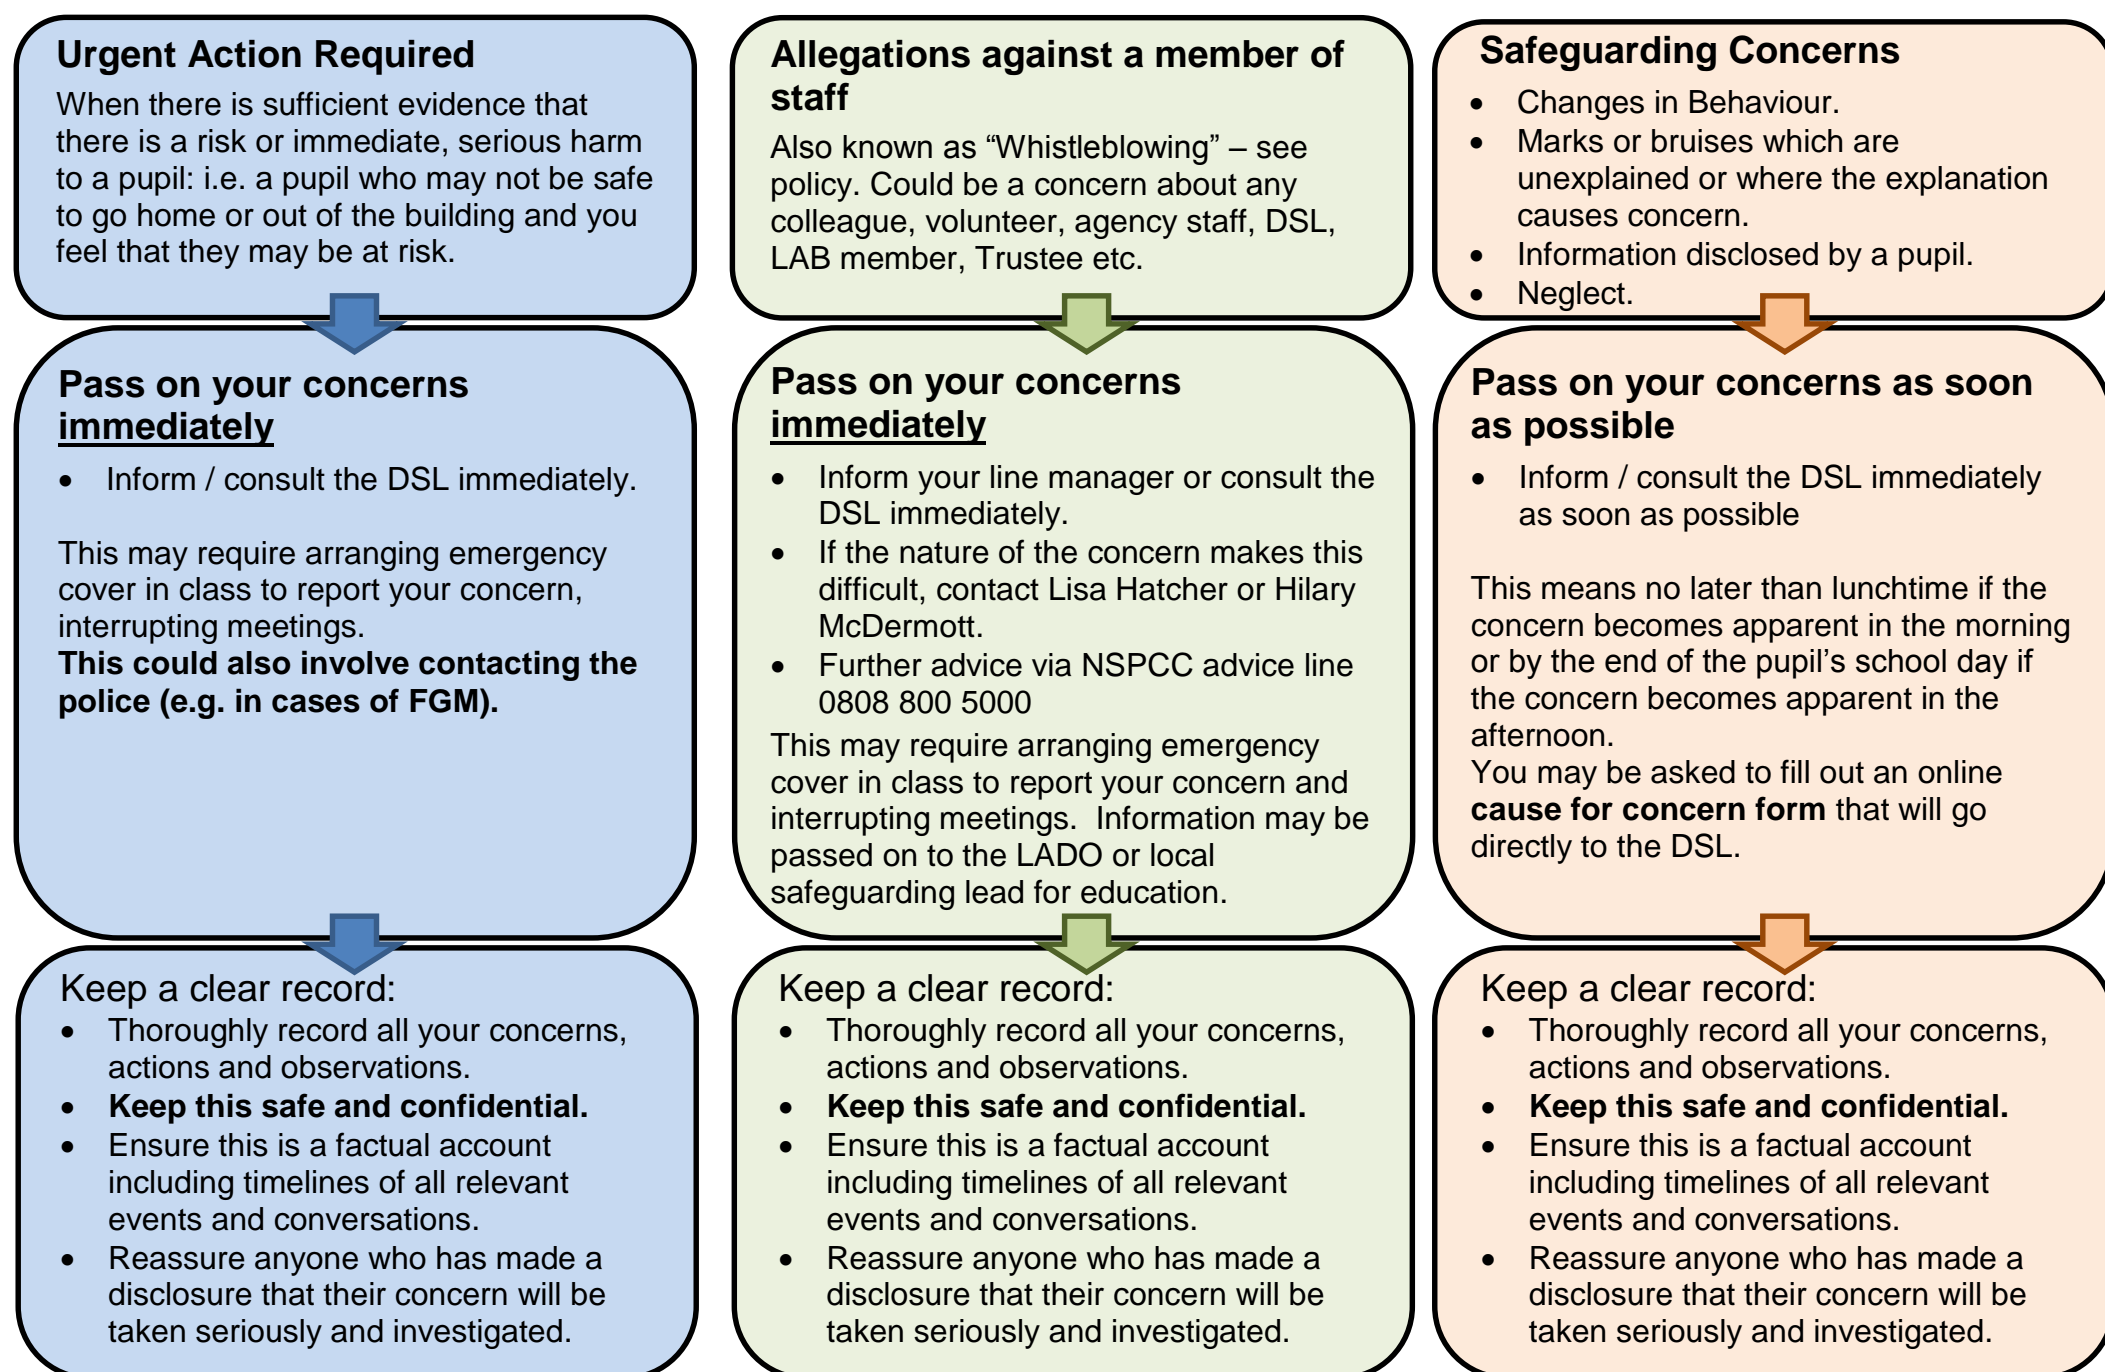 Urgent Action Required
When there is sufficient evidence that
there is a risk or immediate, serious harm
to a pupil: i.e. a pupil who may not be safe
to go home or out of the building and you
feel that they may be at risk.
Pass on your concerns
immediately
• Inform / consult the DSL immediately.
This may require arranging emergency
cover in class to report your concern,
interrupting meetings.
This could also involve contacting the
police (e.g. in cases of FGM).
Keep a clear record:
• Thoroughly record all your concerns,
actions and observations.
• Keep this safe and confidential.
• Ensure this is a factual account
including timelines of all relevant
events and conversations.
• Reassure anyone who has made a
disclosure that their concern will be
taken seriously and investigated.
Allegations against a member of
staff
Also known as “Whistleblowing” – see
policy. Could be a concern about any
colleague, volunteer, agency staff, DSL,
LAB member, Trustee etc.
Pass on your concerns
immediately
• Inform your line manager or consult the
DSL immediately.
• If the nature of the concern makes this
difficult, contact Lisa Hatcher or Hilary
McDermott.
• Further advice via NSPCC advice line
0808 800 5000
This may require arranging emergency
cover in class to report your concern and
interrupting meetings.  Information may be
passed on to the LADO or local
safeguarding lead for education.
Keep a clear record:
• Thoroughly record all your concerns,
actions and observations.
• Keep this safe and confidential.
• Ensure this is a factual account
including timelines of all relevant
events and conversations.
• Reassure anyone who has made a
disclosure that their concern will be
taken seriously and investigated.
Safeguarding Concerns
• Changes in Behaviour.
• Marks or bruises which are
unexplained or where the explanation
causes concern.
• Information disclosed by a pupil.
• Neglect.
Pass on your concerns as soon
as possible
• Inform / consult the DSL immediately
as soon as possible
This means no later than lunchtime if the
concern becomes apparent in the morning
or by the end of the pupil’s school day if
the concern becomes apparent in the
afternoon.
You may be asked to fill out an online
cause for concern form that will go
directly to the DSL.
Keep a clear record:
• Thoroughly record all your concerns,
actions and observations.
• Keep this safe and confidential.
• Ensure this is a factual account
including timelines of all relevant
events and conversations.
• Reassure anyone who has made a
disclosure that their concern will be
taken seriously and investigated.